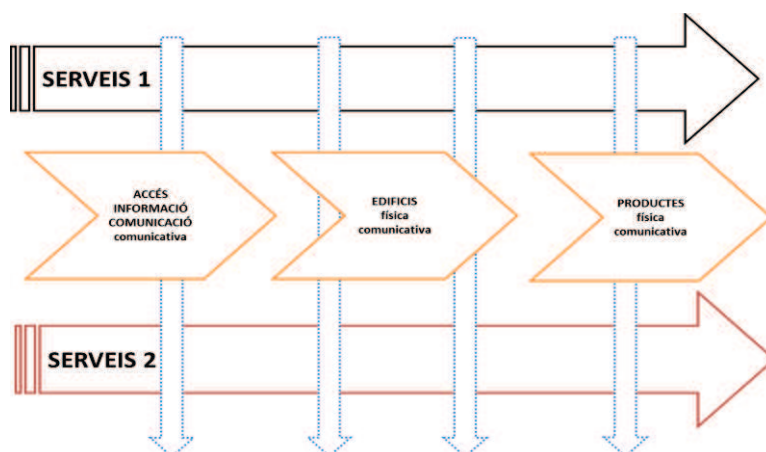 SERVEIS 1
ACCÉS
INFORMACIÓ
COMUNICACIÓ
comunicativa
EDIFICIS
física
comunicativa
PRODUCTES
física
comunicativa
SERVEIS 2